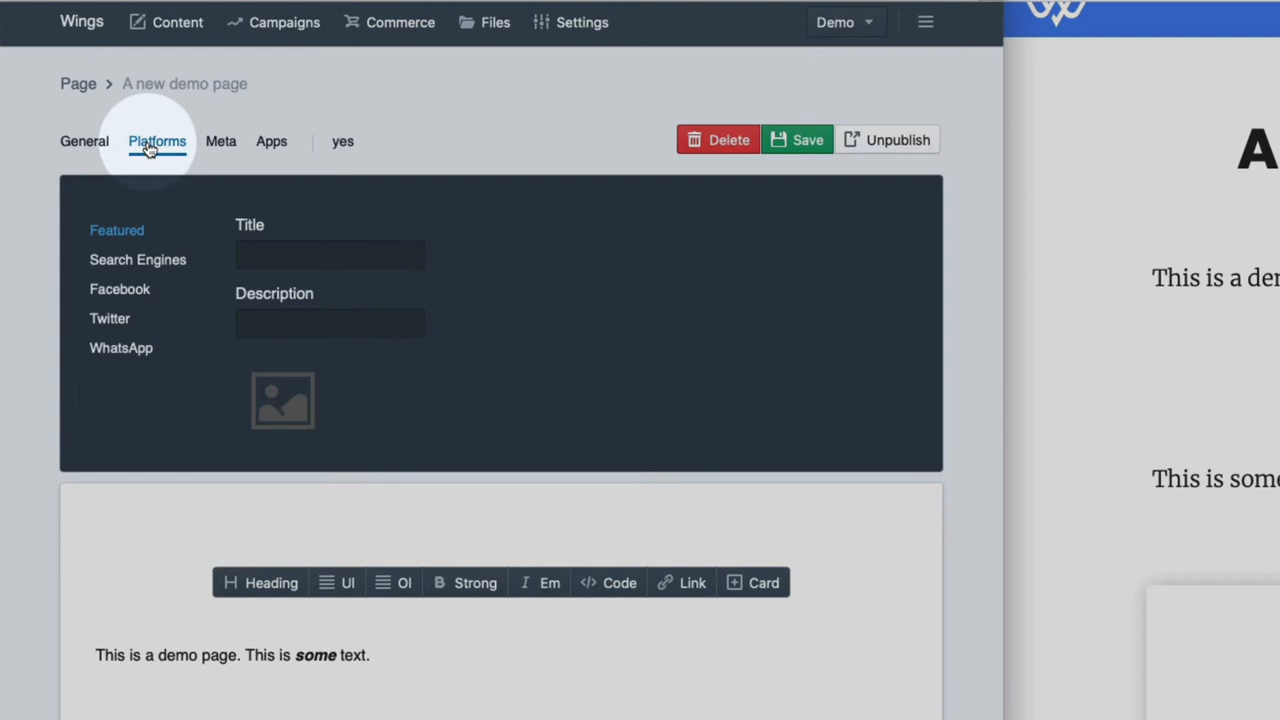 Wings Content Campaigns Commerce Files Settings Demo
Page > A new demo page
General Platforms Meta Apps yes Delete Save Unpublish
A
Featured
Search Engines
Facebook
Twitter
WhatsApp
Title
Description
This is a
This is
Heading Ul Ol Strong Em Code Link Card
This is a demo page. This is some text.